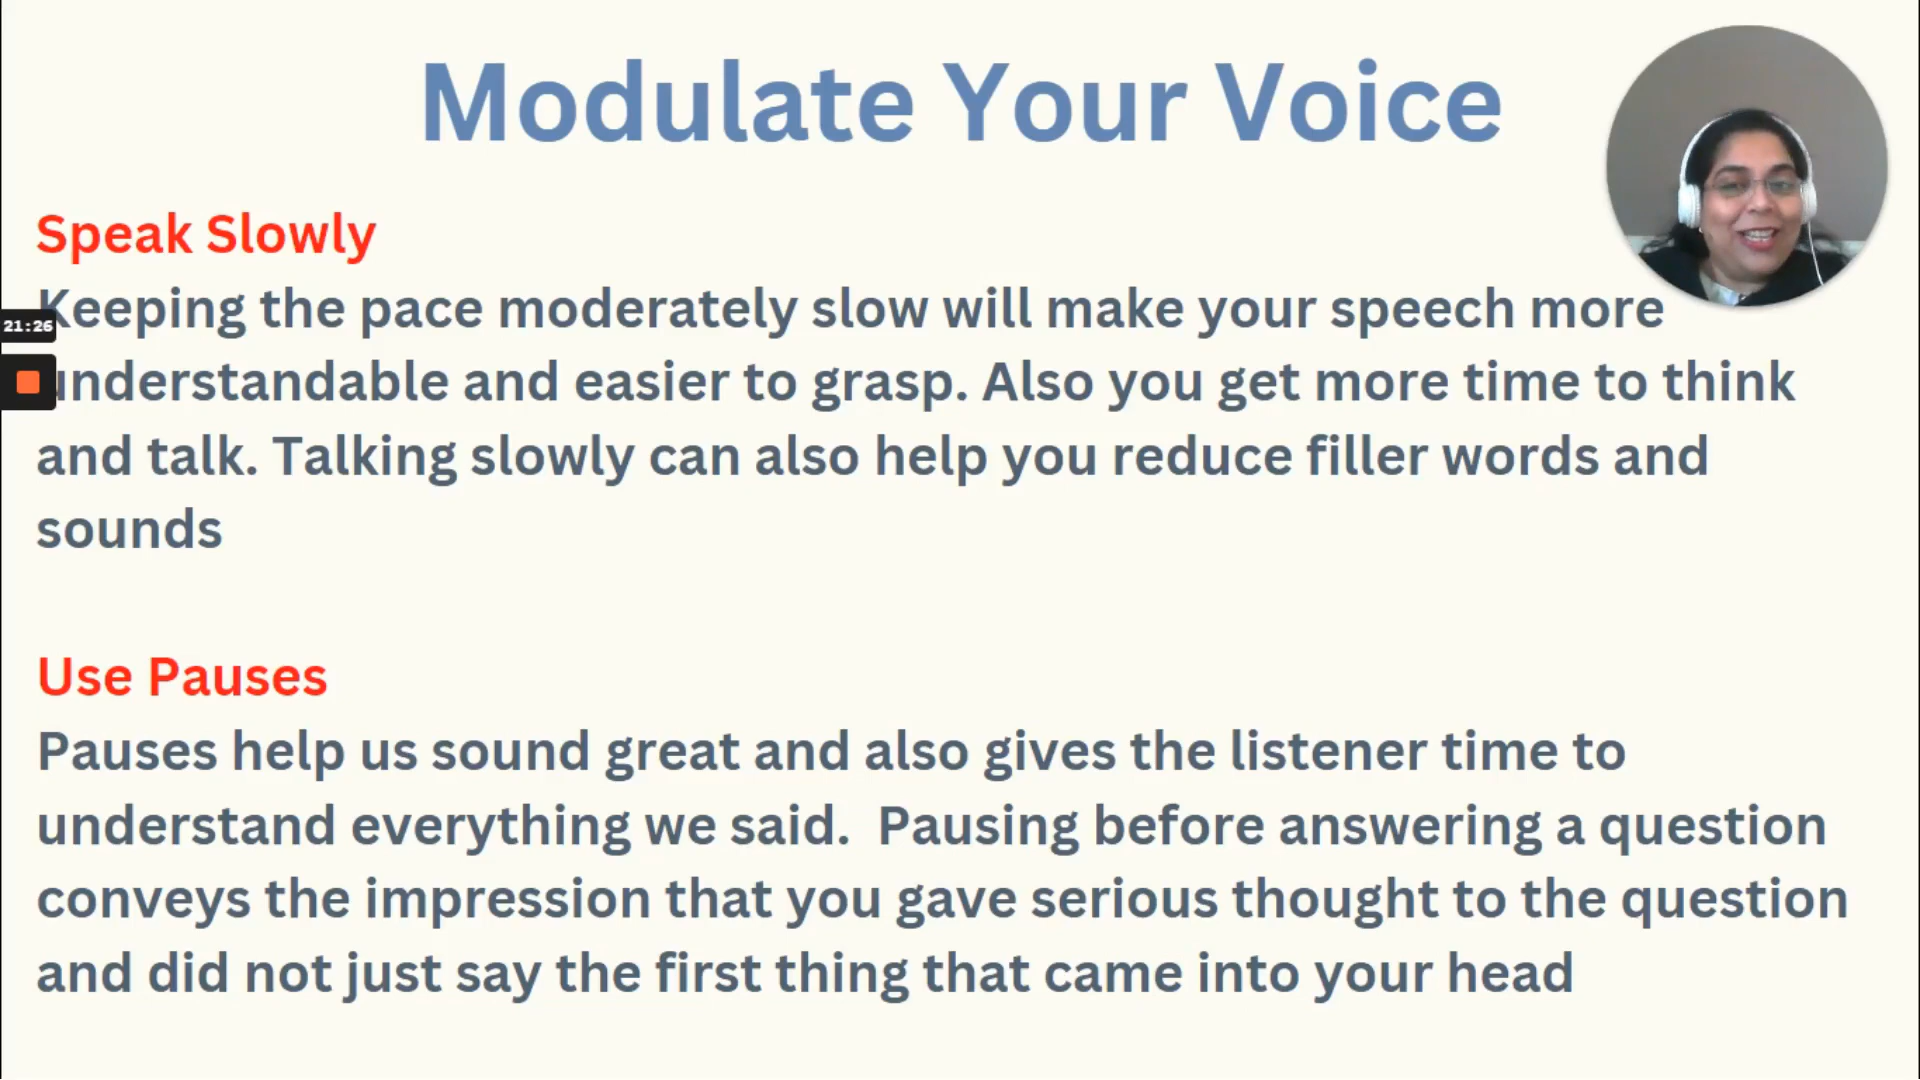 Modulate Your Voice
Speak Slowly
Keeping the pace moderately slow will make your speech more
21:26
understandable and easier to grasp. Also you get more time to think
and talk. Talking slowly can also help you reduce filler words and
sounds
Use Pauses
Pauses help us sound great and also gives the listener time to
understand everything we said.  Pausing before answering a question
conveys the impression that you gave serious thought to the question
and did not just say the first thing that came into your head